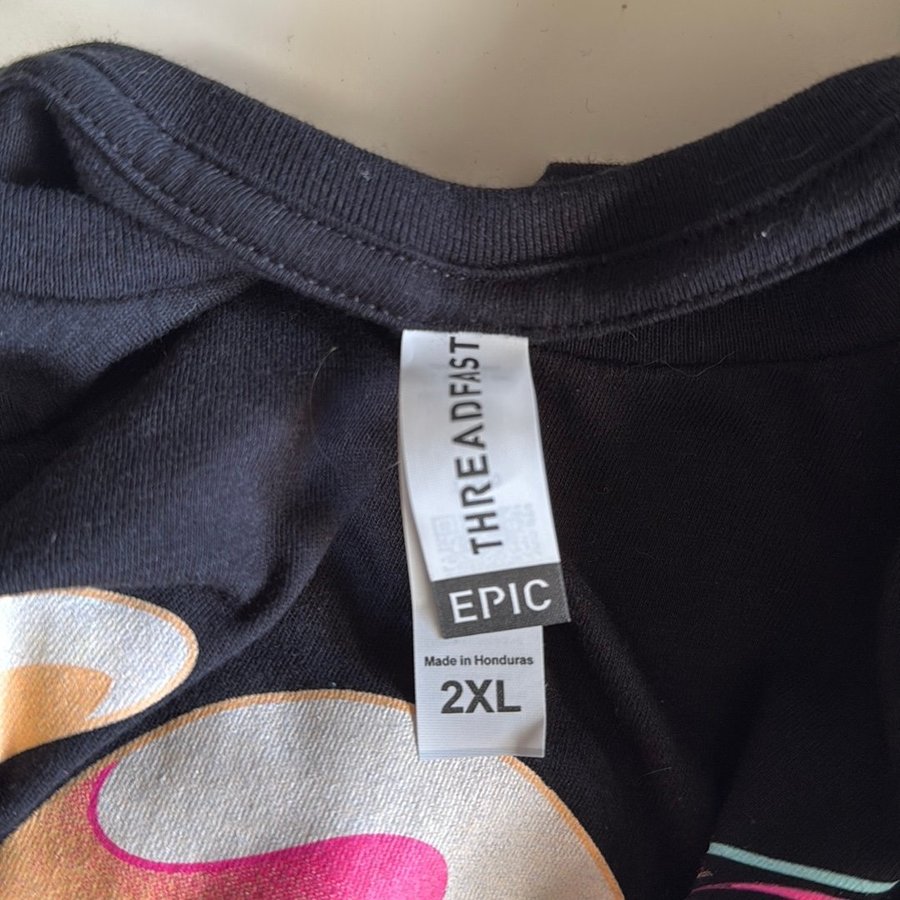 THREADFAST
EPIC
Made in Honduras
2XL